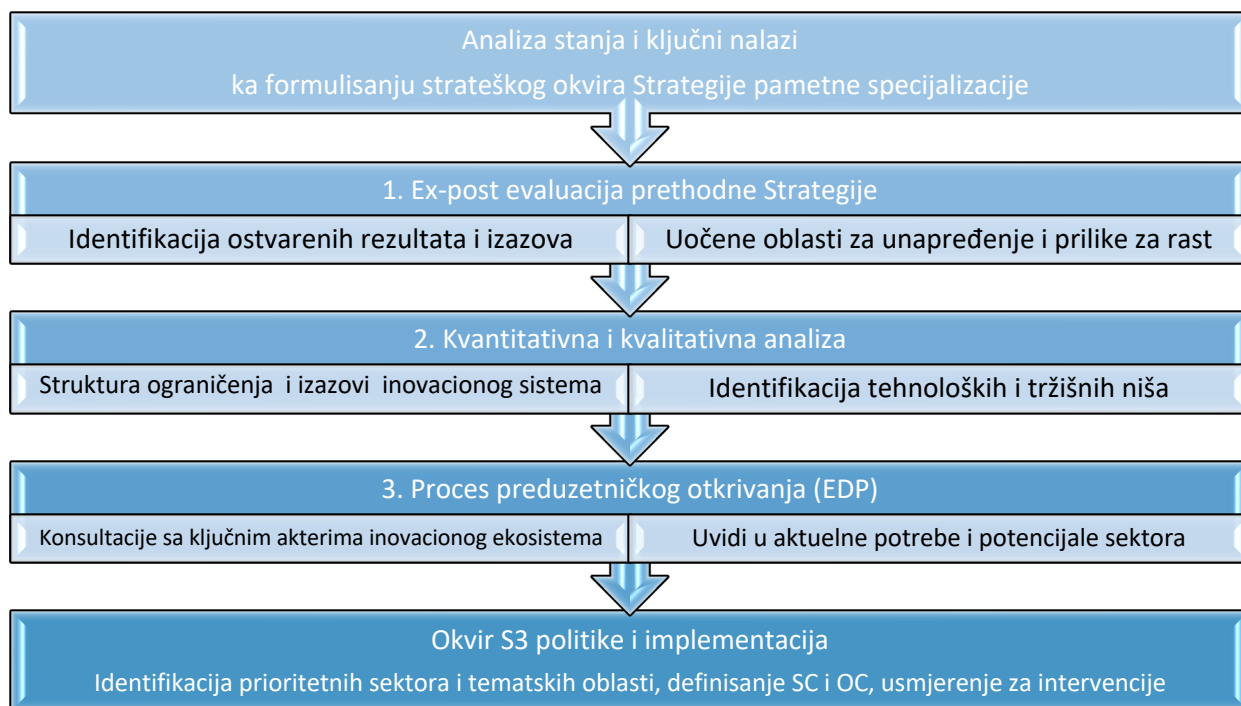 Analiza stanja i ključni nalazi
ka formulisanju strateškog okvira Strategije pametne specijalizacije
1. Ex-post evaluacija prethodne Strategije
Identifikacija ostvarenih rezultata i izazova
Uočene oblasti za unapređenje i prilike za rast
2. Kvantitativna i kvalitativna analiza
Struktura ograničenja i izazovi inovacionog sistema
Identifikacija tehnoloških i tržišnih niša
3. Proces preduzetničkog otkrivanja (EDP)
Konsultacije sa ključnim akterima inovacionog ekosistema
Uvidi u aktuelne potrebe i potencijale sektora
Okvir S3 politike i implementacija
Identifikacija prioritetnih sektora i tematskih oblasti, definisanje SC i OC, usmjerenje za intervencije